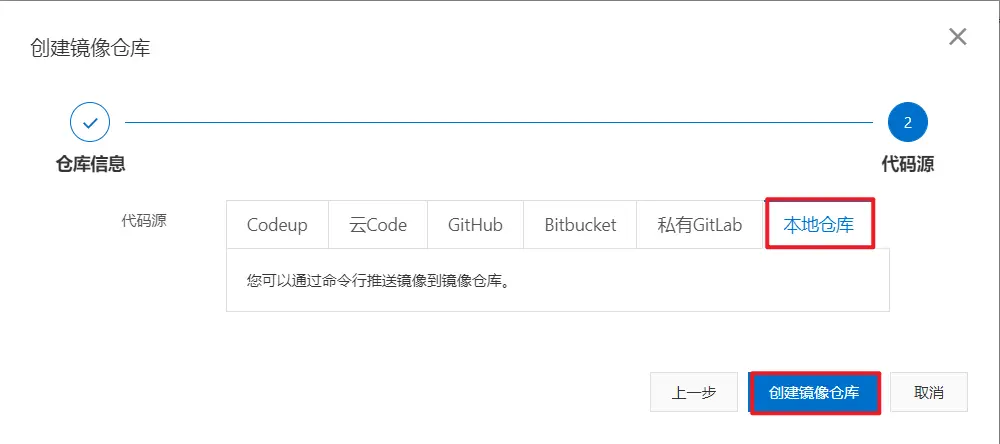 创建镜像仓库
2
仓库信息
代码源
代码源
Codeup
云Code
GitHub
Bitbucket
私有GitLab
本地仓库
您可以通过命令行推送镜像到镜像仓库。
上一步
创建镜像仓库
取消